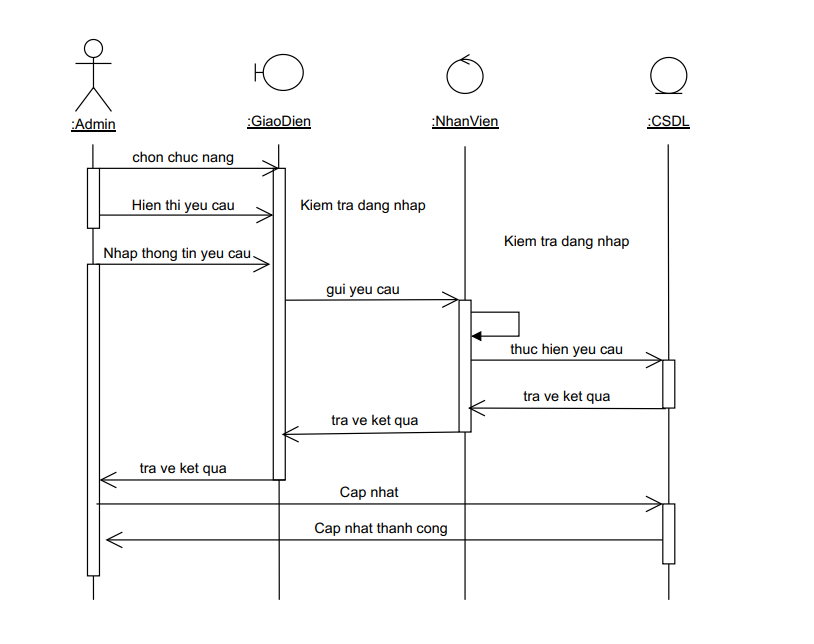 :Admin
:GiaoDien
:NhanVien
:CSDL
chon chuc nang
Hien thi yeu cau
Kiem tra dang nhap
Kiem tra dang nhap
Nhap thong tin yeu cau
gui yeu cau
thuc hien yeu cau
tra ve ket qua
tra ve ket qua
tra ve ket qua
Cap nhat
Cap nhat thanh cong